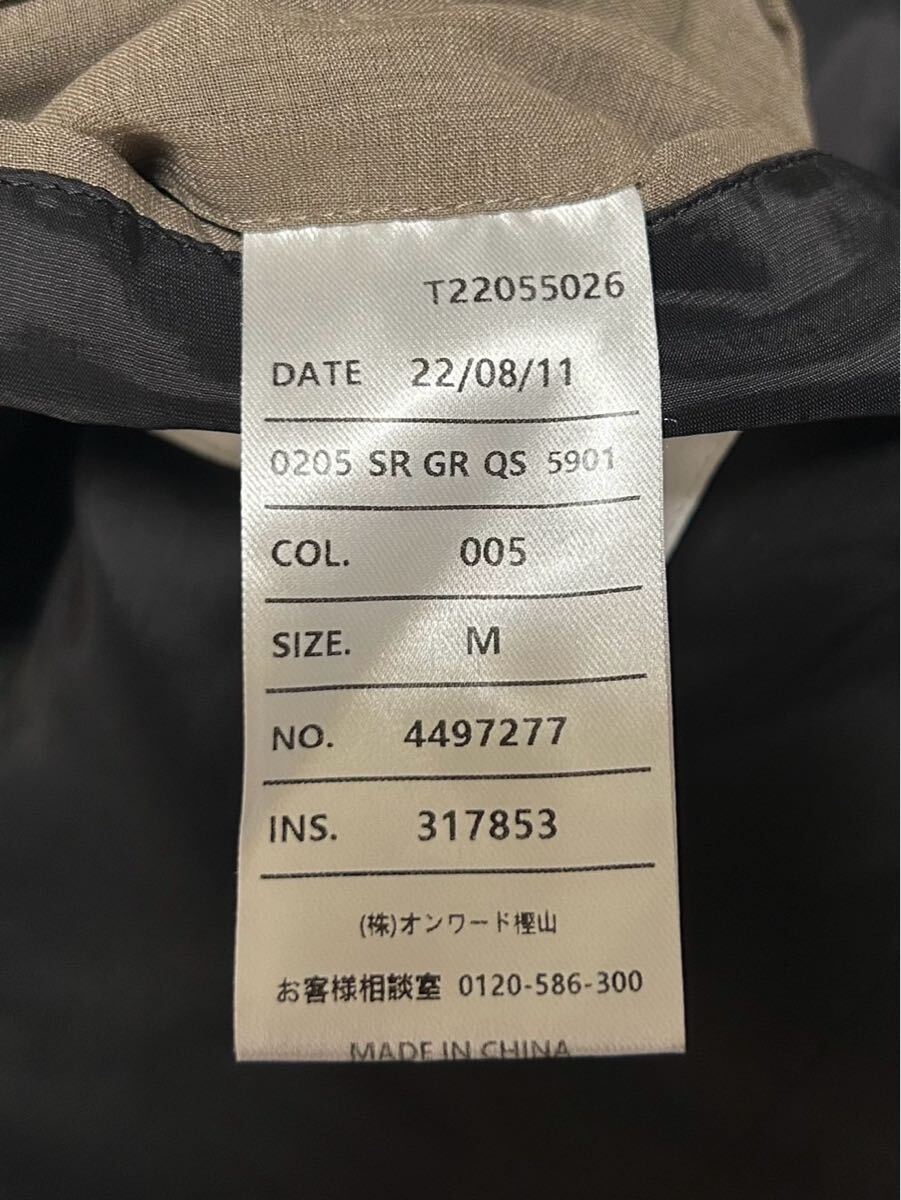 T22055026
DATE 22/08/11
0205 SR GR QS 5901
COL. 005
SIZE. M
NO. 4497277
INS. 317853
(株)オンワード樫山
お客様相談室 0120-586-300
MADE IN CHINA